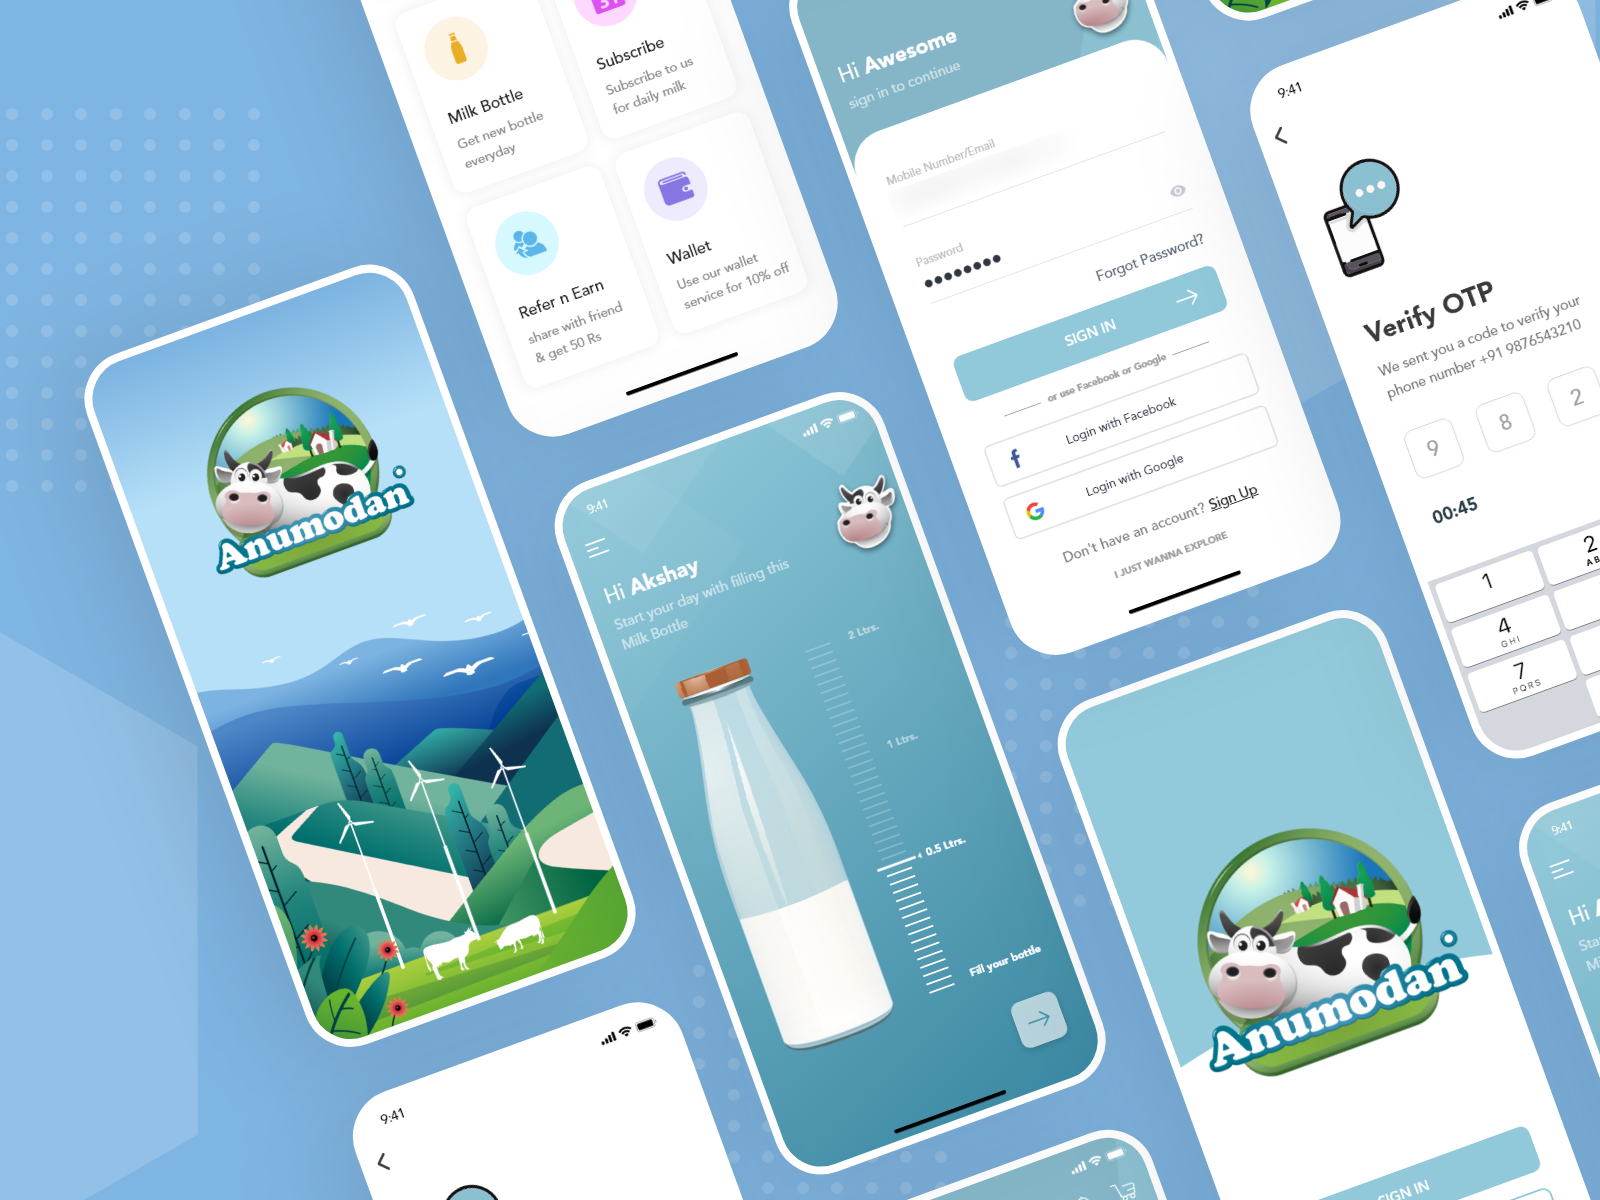 Milk Bottle
Get new bottle
everyday
Subscribe
Subscribe to us
for daily milk
Refer n Earn
share with friend
& get 50 Rs
Wallet
Use our wallet
service for 10% off
Hi Awesome
sign in to continue
Mobile Number/Email
Password
Forgot Password?
SIGN IN
or use Facebook or Google
Login with Facebook
Login with Google
Don't have an account? Sign Up
I JUST WANNA EXPLORE
9:41
Verify OTP
We sent you a code to verify your
phone number +91 9876543210
9 8 2
00:45
1 2
4
GHI
7
PQRS
Anumodan
9:41
Hi Akshay
Start your day with filling this
Milk Bottle
2 Ltrs.
1 Ltrs.
0.5 Ltrs.
Fill your bottle
Anumodan
SIGN IN
9:41
Hi
9:41